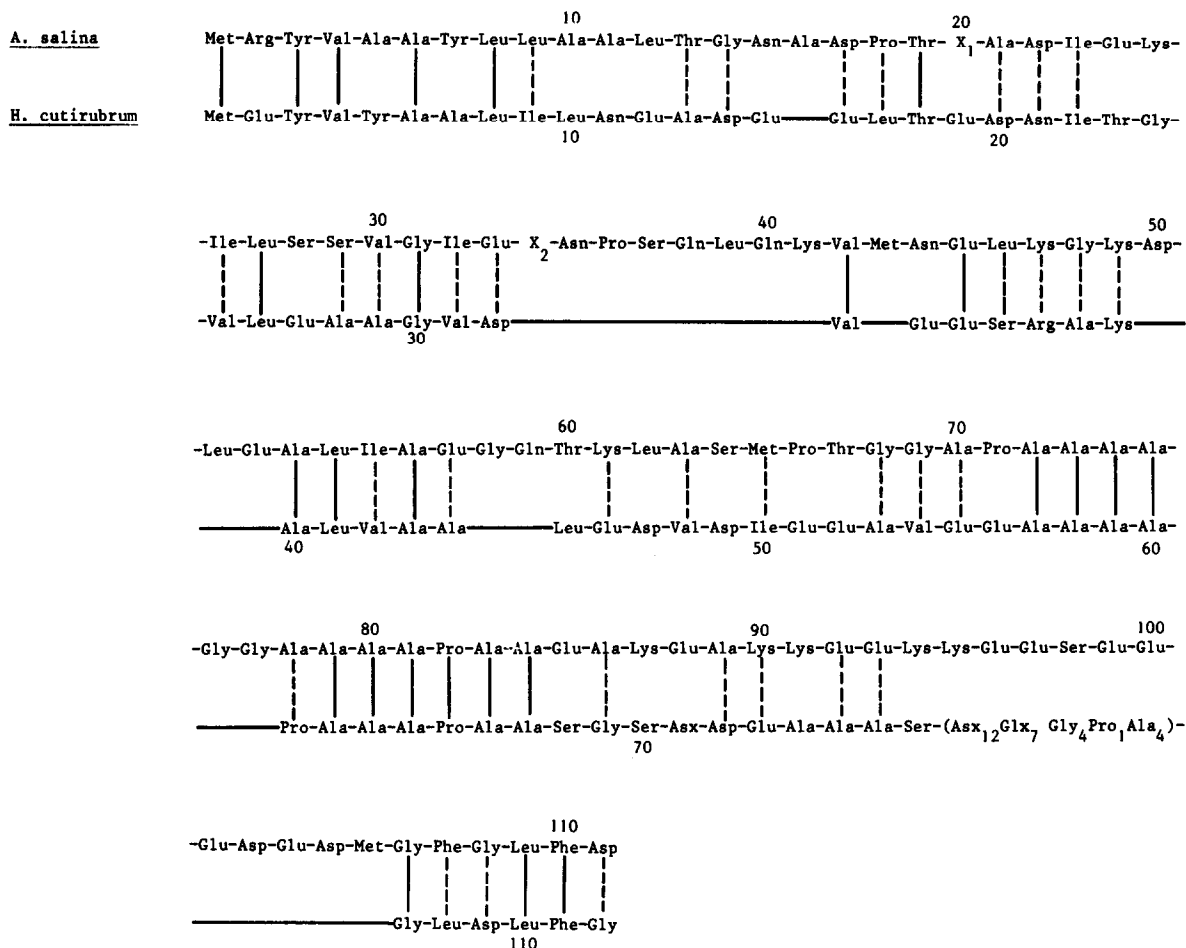 10 20
A. salina Met-Arg-Tyr-Val-Ala-Ala-Tyr-Leu-Leu-Ala-Ala-Leu-Thr-Gly-Asn-Ala-Asp-Pro-Thr- X₁-Ala-Asp-Ile-Glu-Lys-
H. cutirubrum Met-Glu-Tyr-Val-Tyr-Ala-Ala-Leu-Ile-Leu-Asn-Glu-Ala-Asp-Glu——Glu-Leu-Thr-Glu-Asp-Asn-Ile-Thr-Gly-
10 20
30 40 50
-Ile-Leu-Ser-Ser-Val-Gly-Ile-Glu- X₂-Asn-Pro-Ser-Gln-Leu-Gln-Lys-Val-Met-Asn-Glu-Leu-Lys-Gly-Lys-Asp-
-Val-Leu-Glu-Ala-Ala-Gly-Val-Asp——Val——Glu-Glu-Ser-Arg-Ala-Lys——
30
60 70
-Leu-Glu-Ala-Leu-Ile-Ala-Glu-Gly-Gln-Thr-Lys-Leu-Ala-Ser-Met-Pro-Thr-Gly-Gly-Ala-Pro-Ala-Ala-Ala-Ala-
——Ala-Leu-Val-Ala-Ala——Leu-Glu-Asp-Val-Asp-Ile-Glu-Glu-Ala-Val-Glu-Glu-Ala-Ala-Ala-Ala-
40 50 60
80 90 100
-Gly-Gly-Ala-Ala-Ala-Ala-Pro-Ala-Ala-Glu-Ala-Lys-Glu-Ala-Lys-Lys-Glu-Glu-Lys-Lys-Glu-Glu-Ser-Glu-Glu-
——Pro-Ala-Ala-Ala-Pro-Ala-Ala-Ser-Gly-Ser-Asx-Asp-Glu-Ala-Ala-Ala-Ser-(Asx₁₂Glx₇ Gly₄Pro₁Ala₄)-
70
110
-Glu-Asp-Glu-Asp-Met-Gly-Phe-Gly-Leu-Phe-Asp
——Gly-Leu-Asp-Leu-Phe-Gly
110